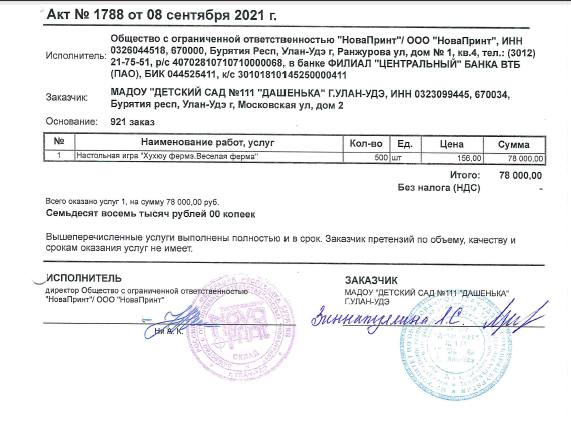 Акт № 1788 от 08 сентября 2021 г.
Исполнитель: Общество с ограниченной ответственностью "НоваПринт"/ ООО "НоваПринт", ИНН
0326044518, 670000, Бурятия Респ, Улан-Удэ г, Ранжурова ул, дом № 1, кв.4, тел.: (3012)
21-75-51, р/с 40702810710710000068, в банке ФИЛИАЛ "ЦЕНТРАЛЬНЫЙ" БАНКА ВТБ
(ПАО), БИК 044525411, к/с 30101810145250000411
Заказчик: МАДОУ "ДЕТСКИЙ САД №111 "ДАШЕНЬКА" Г.УЛАН-УДЭ, ИНН 0323099445, 670034,
Бурятия респ, Улан-Удэ г, Московская ул, дом 2
Основание: 921 заказ
№ Наименование работ, услуг Кол-во Ед. Цена Сумма
1 Настольная игра "Хухюу фермэ.Веселая ферма" 500 шт 156,00 78 000,00
Итого: 78 000,00
Без налога (НДС) -
Всего оказано услуг 1, на сумму 78 000,00 руб.
Семьдесят восемь тысяч рублей 00 копеек
Вышеперечисленные услуги выполнены полностью и в срок. Заказчик претензий по объему, качеству и
срокам оказания услуг не имеет.
ИСПОЛНИТЕЛЬ ЗАКАЗЧИК
директор Общество с ограниченной ответственностью МАДОУ "ДЕТСКИЙ САД №111 "ДАШЕНЬКА"
"НоваПринт"/ ООО "НоваПринт" Г.УЛАН-УДЭ
Зиннатулина Л.С.
Ни А. К.
СКЛАД